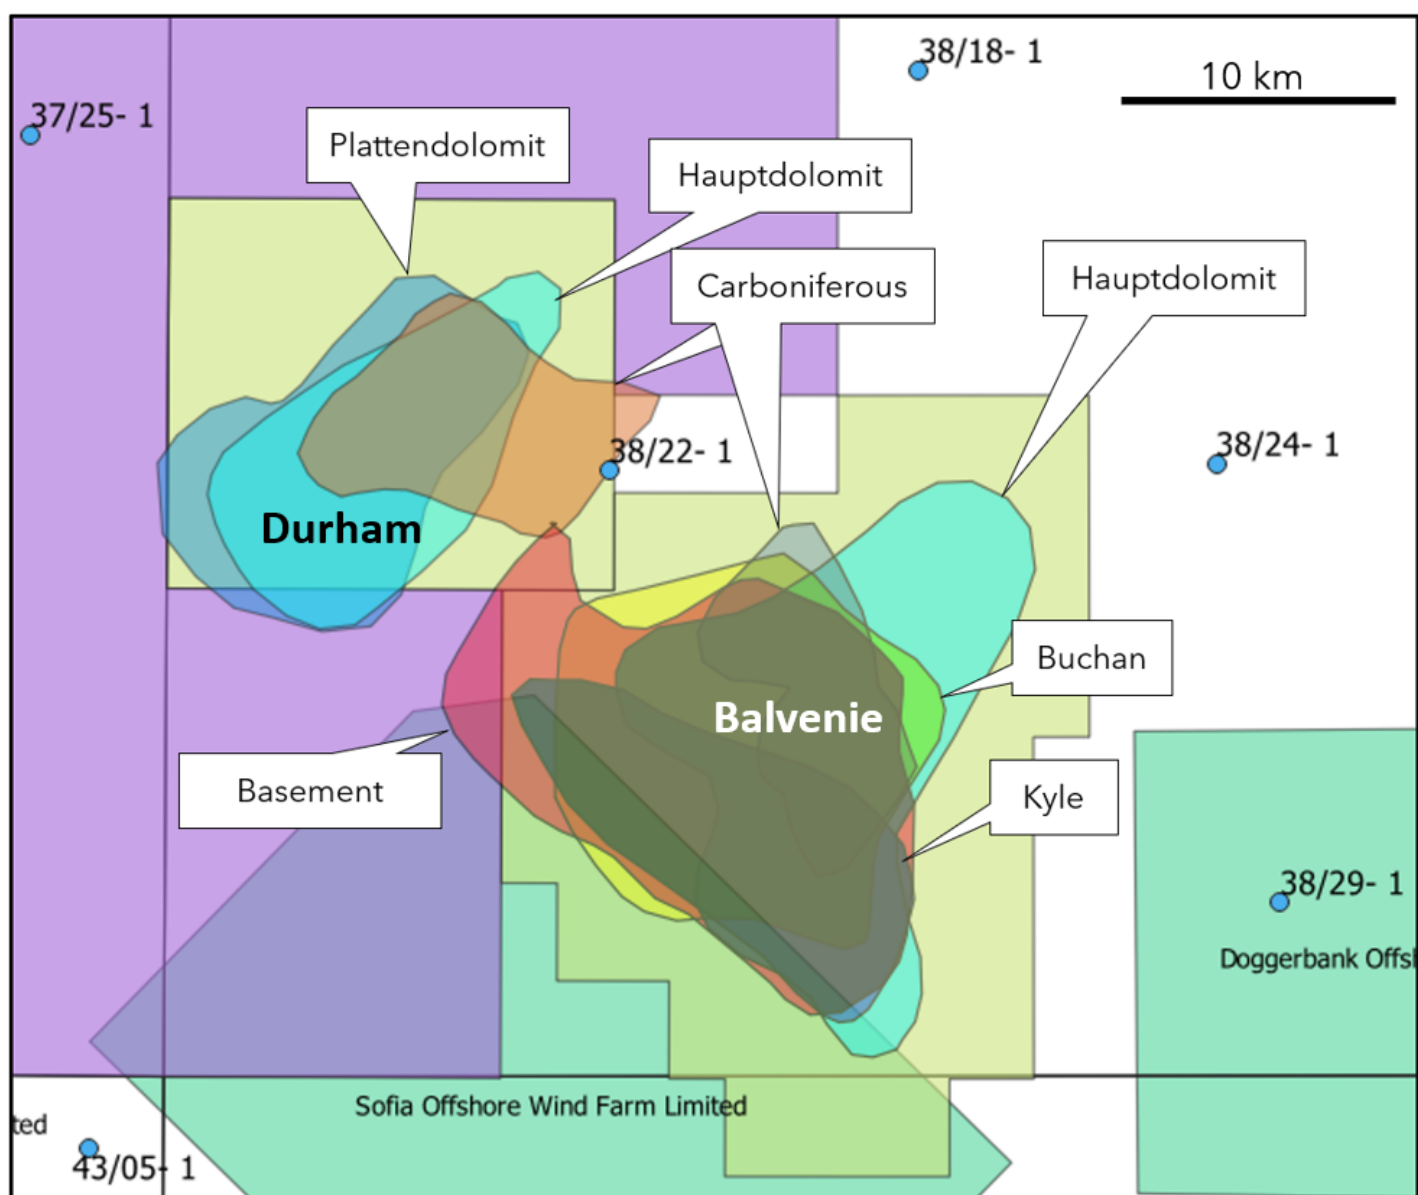 38/18- 1
10 km
37/25- 1
Plattendolomit
Hauptdolomit
Carboniferous
Hauptdolomit
38/22- 1
38/24- 1
Durham
Buchan
Balvenie
Basement
Kyle
38/29- 1
Doggerbank Offsh
Sofia Offshore Wind Farm Limited
ted
43/05- 1